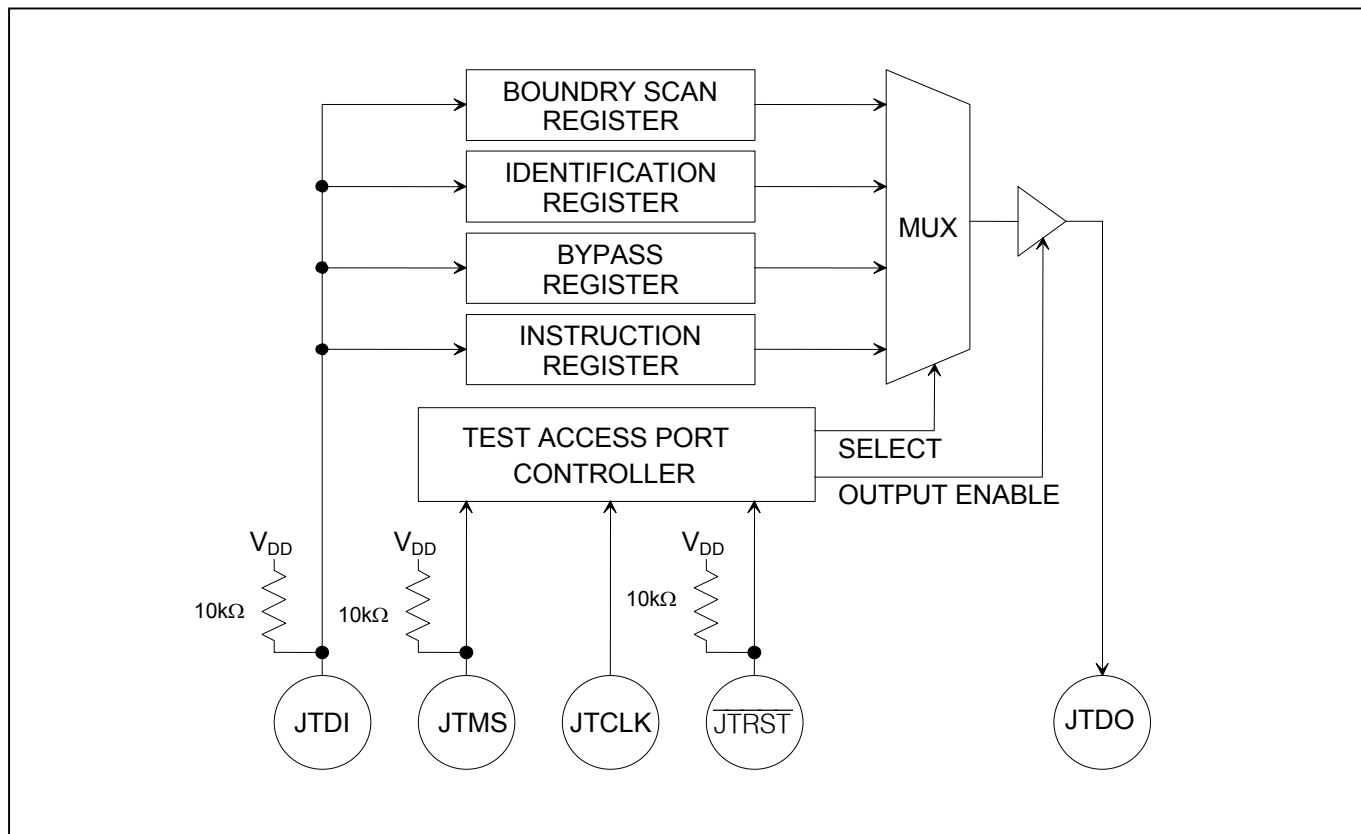 BOUNDRY SCAN
REGISTER
IDENTIFICATION
REGISTER
BYPASS
REGISTER
INSTRUCTION
REGISTER
MUX
TEST ACCESS PORT
CONTROLLER
SELECT
OUTPUT ENABLE
VDD
10kΩ
VDD
10kΩ
VDD
10kΩ
JTDI
JTMS
JTCLK
J̅T̅R̅S̅T̅
JTDO